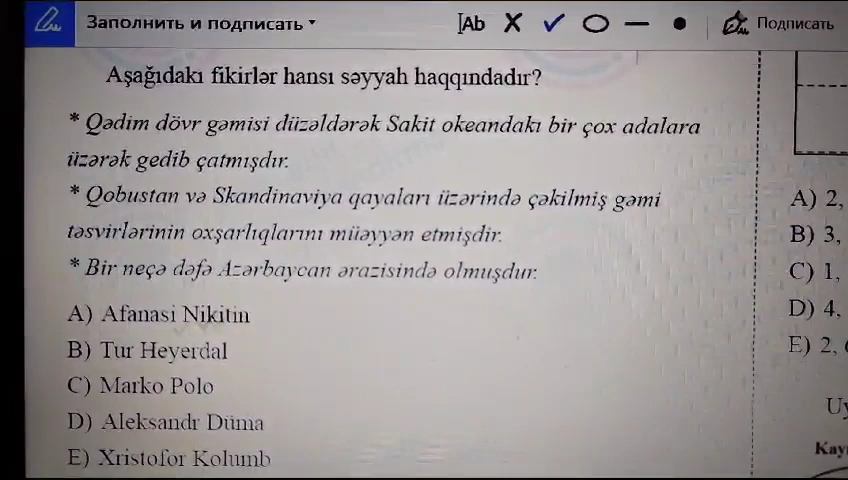 Заполнить и подписать
Ab
Подписать
Aşağıdakı fikirlər hansı səyyah haqqındadır?
* Qədim dövr gəmisi düzəldərək Sakit okeandakı bir çox adalara
üzərək gedib çatmışdır.
* Qobustan və Skandinaviya qayaları üzərində çəkilmiş gəmi
təsvirlərinin oxşarlıqlarını müəyyən etmişdir.
* Bir neçə dəfə Azərbaycan ərazisində olmuşdur.
A) Afanasi Nikitin
B) Tur Heyerdal
C) Marko Polo
D) Aleksandr Düma
E) Xristofor Kolumb
A) 2,
B) 3,
C) 1,
D) 4,
E) 2,